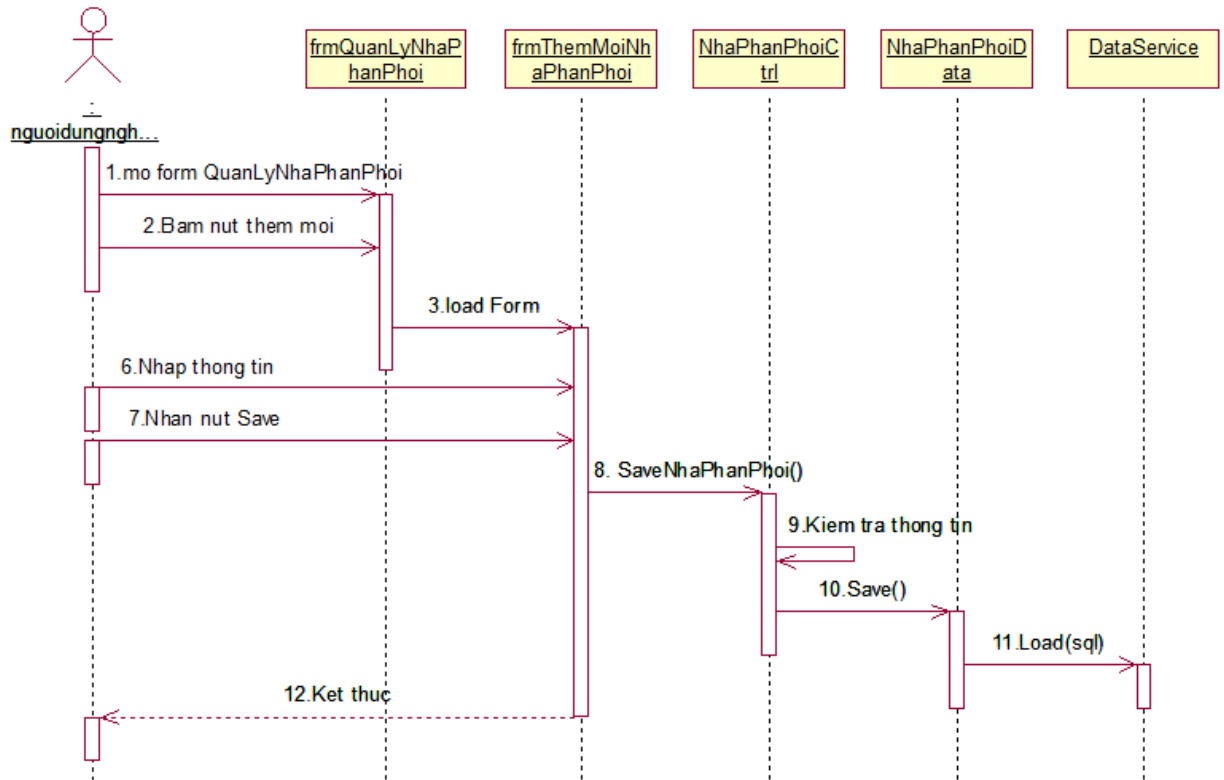 frmQuanLyNhaP
hanPhoi
frmThemMoiNh
aPhanPhoi
NhaPhanPhoiC
trl
NhaPhanPhoiD
ata
DataService
:
nguoidungngh...
1.mo form QuanLyNhaPhanPhoi
2.Bam nut them moi
3.load Form
6.Nhap thong tin
7.Nhan nut Save
8. SaveNhaPhanPhoi()
9.Kiem tra thong tin
10.Save()
11.Load(sql)
12.Ket thuc